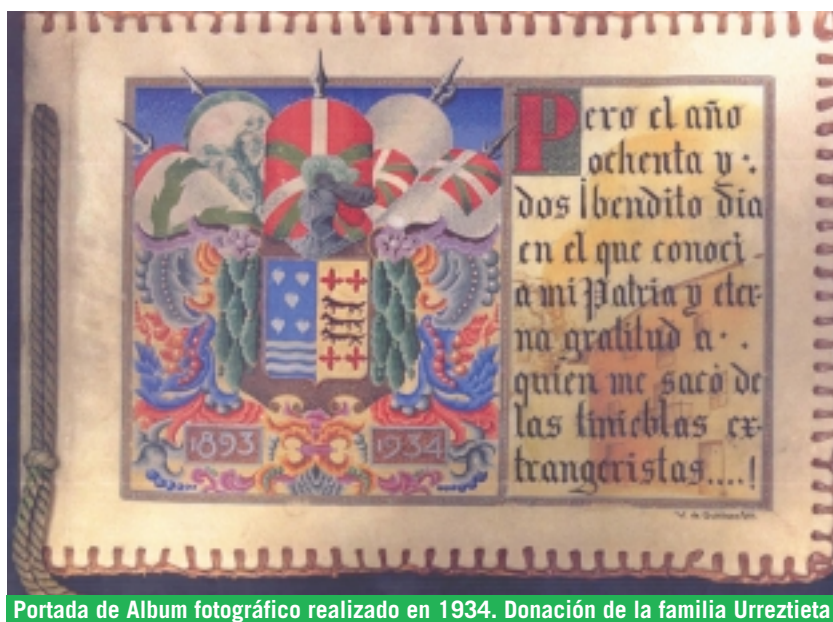 Pero el año
ochenta y
dos ¡bendito día
en el que conocí
a mi Patria y eter-
na gratitud a
quien me sacó de
las tinieblas ex-
trangeristas....!
1893 1934
Portada de Album fotográfico realizado en 1934. Donación de la familia Urreztieta